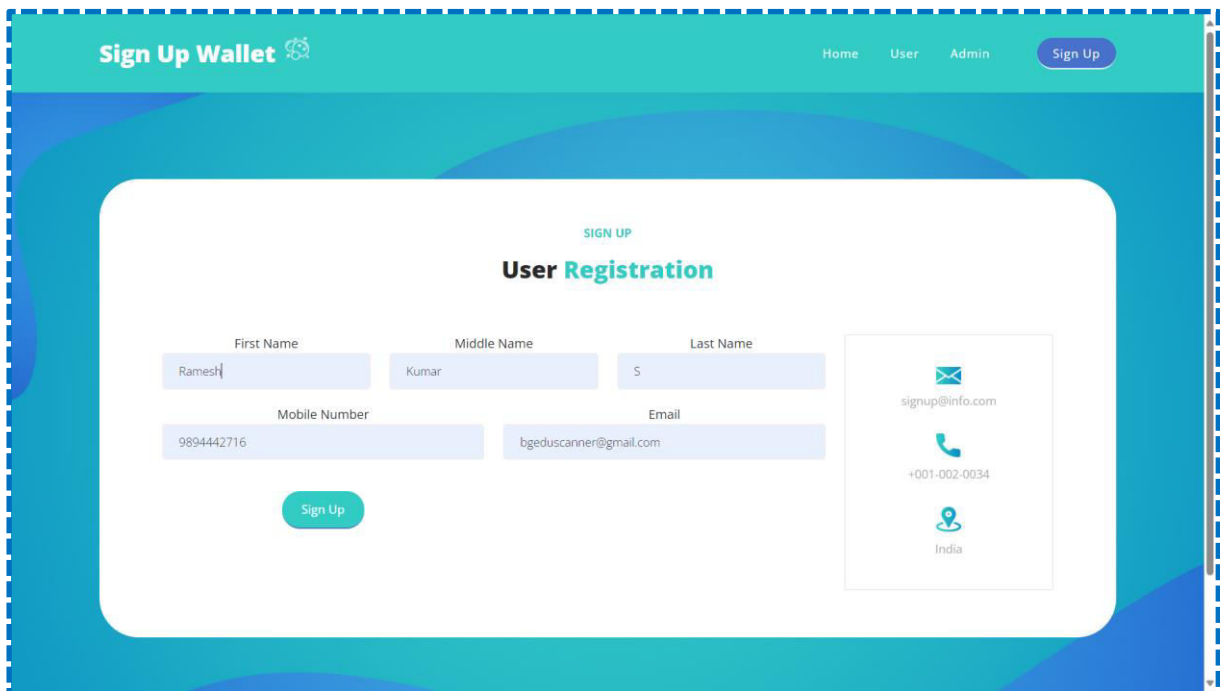 Sign Up Wallet
Home User Admin Sign Up
SIGN UP
User Registration
First Name Middle Name Last Name
Ramesh Kumar S
Mobile Number Email
9894442716 bgeduscanner@gmail.com
Sign Up
signup@info.com
+001-002-0034
India